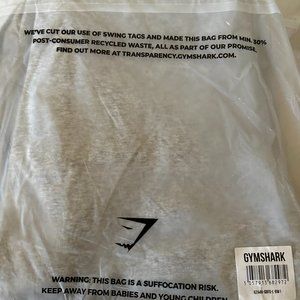 WE'VE CUT OUR USE OF SWING TAGS AND MADE THIS BAG FROM MIN. 30%
POST-CONSUMER RECYCLED WASTE, ALL AS PART OF OUR PROMISE.
FIND OUT MORE AT TRANSPARENCY.GYMSHARK.COM.
GYMSHARK
WARNING: THIS BAG IS A SUFFOCATION RISK.
KEEP AWAY FROM BABIES AND YOUNG CHILDREN